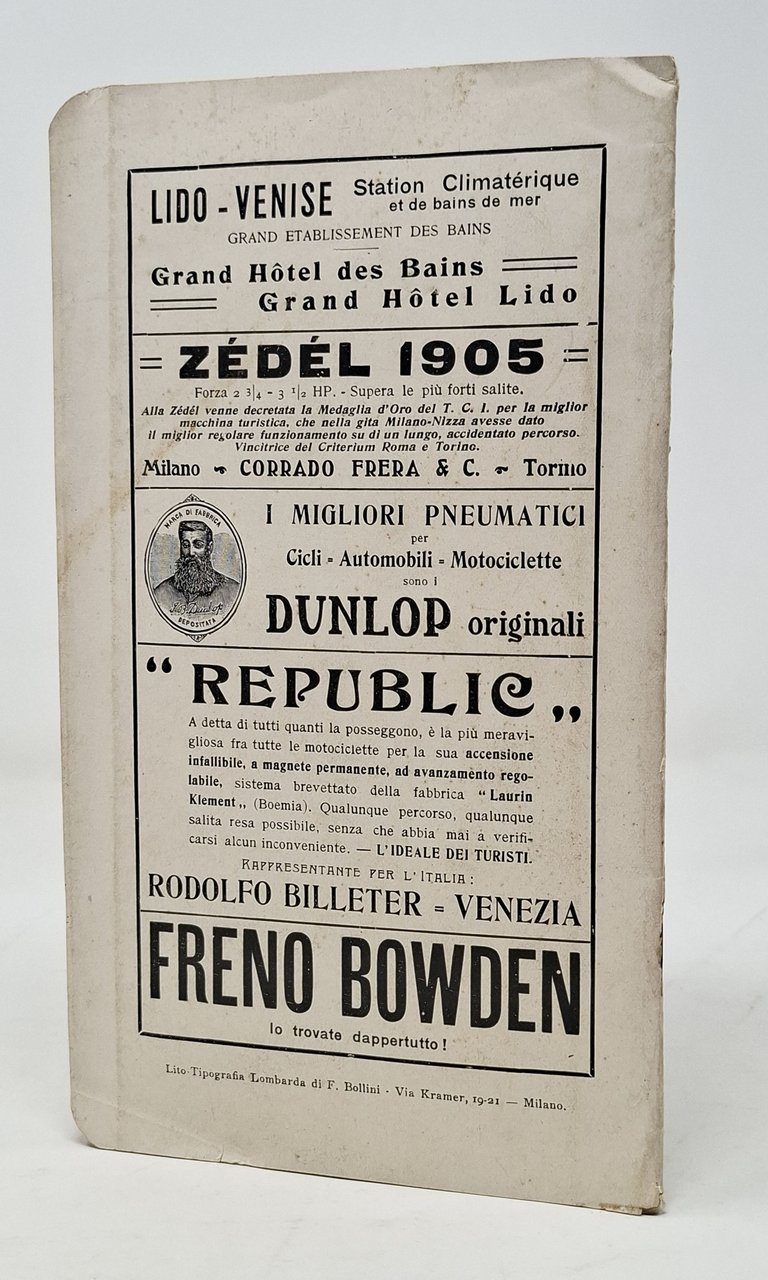 LIDO - VENISE Station Climatérique
et de bains de mer
GRAND ETABLISSEMENT DES BAINS
Grand Hôtel des Bains
Grand Hôtel Lido
= ZÉDÉL 1905 =
Forza 2 3|4 - 3 1|2 HP. - Supera le più forti salite.
Alla Zédél venne decretata la Medaglia d'Oro del T. C. I. per la miglior
macchina turistica, che nella gita Milano-Nizza avesse dato
il miglior regolare funzionamento su di un lungo, accidentato percorso.
Vincitrice del Criterium Roma e Torino.
Milano ~ CORRADO FRERA & C. ~ Torino
MARCA DI FABBRICA
J. B. Dunlop
DEPOSITATA
I MIGLIORI PNEUMATICI
per
Cicli = Automobili = Motociclette
sono i
DUNLOP originali
“ REPUBLIC „
A detta di tutti quanti la posseggono, è la più meravi-
gliosa fra tutte le motociclette per la sua accensione
infallibile, a magnete permanente, ad avanzamento rego-
labile, sistema brevettato della fabbrica “ Laurin
Klement „ (Boemia). Qualunque percorso, qualunque
salita resa possibile, senza che abbia mai a verifi-
carsi alcun inconveniente. — L'IDEALE DEI TURISTI.
RAPPRESENTANTE PER L'ITALIA:
RODOLFO BILLETER = VENEZIA
FRENO BOWDEN
lo trovate dappertutto!
Lito-Tipografia Lombarda di F. Bollini - Via Kramer, 19-21 — Milano.